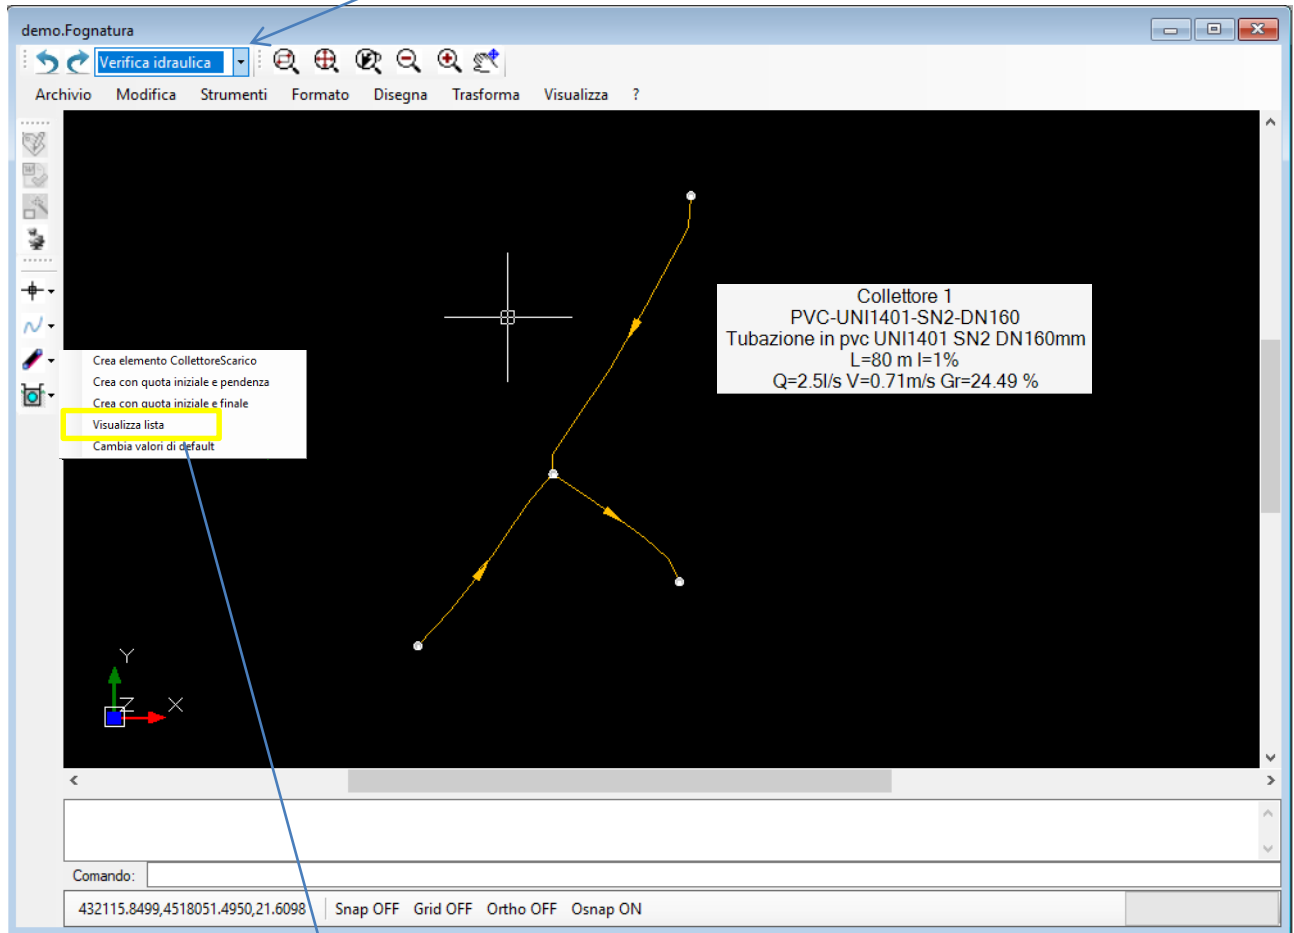 demo.Fognatura
Verifica idraulica
Archivio Modifica Strumenti Formato Disegna Trasforma Visualizza ?
Collettore 1
PVC-UNI1401-SN2-DN160
Tubazione in pvc UNI1401 SN2 DN160mm
L=80 m I=1%
Q=2.5l/s V=0.71m/s Gr=24.49 %
Crea elemento CollettoreScarico
Crea con quota iniziale e pendenza
Crea con quota iniziale e finale
Visualizza lista
Cambia valori di default
Y
Z X
Comando:
432115.8499,4518051.4950,21.6098 Snap OFF Grid OFF Ortho OFF Osnap ON